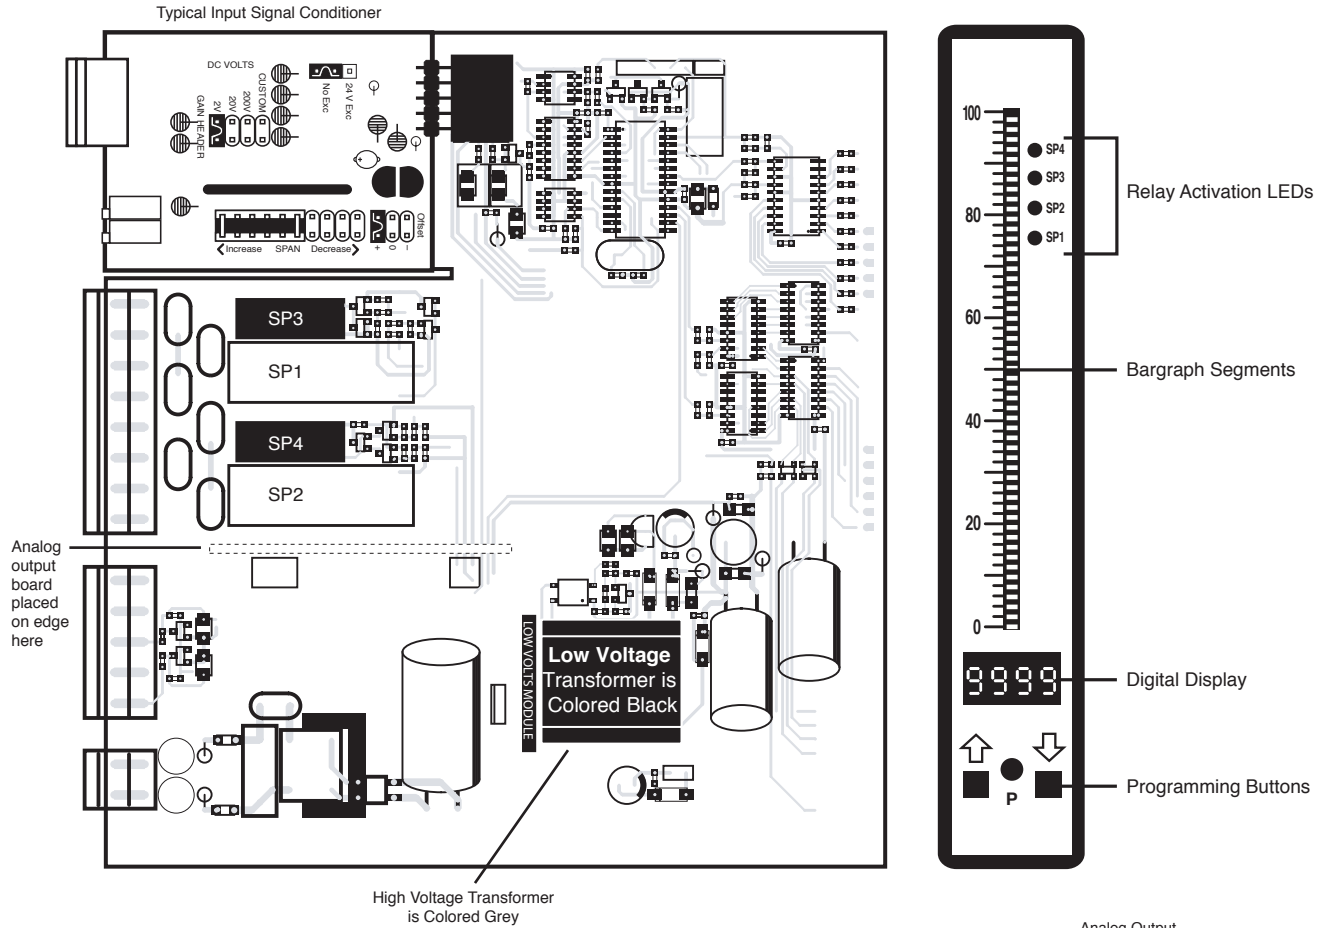 Typical Input Signal Conditioner
DC VOLTS
CUSTOM
200V
20V
2V
GAIN HEADER
24 V Exc
No Exc
Offset
+ 0 –
Increase SPAN Decrease
SP3
SP1
SP4
SP2
Analog
output
board
placed
on edge
here
LOW VOLTS MODULE
Low Voltage
Transformer is
Colored Black
High Voltage Transformer
is Colored Grey
100
80
60
40
20
0
SP4
SP3
SP2
SP1
Relay Activation LEDs
Bargraph Segments
9999
Digital Display
P
Programming Buttons
Analog Output